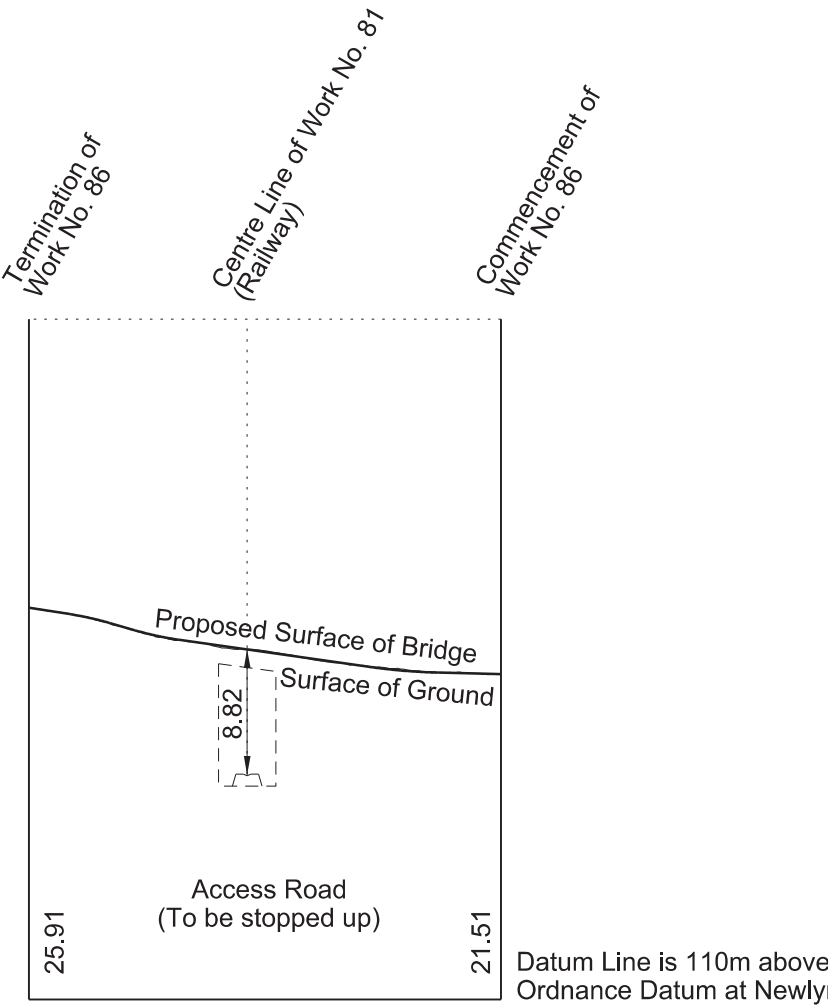 Termination of
Work No. 86
Centre Line of Work No. 81
(Railway)
Commencement of
Work No. 86
Proposed Surface of Bridge
Surface of Ground
8.82
Access Road
(To be stopped up)
25.91
21.51
Datum Line is 110m above
Ordnance Datum at